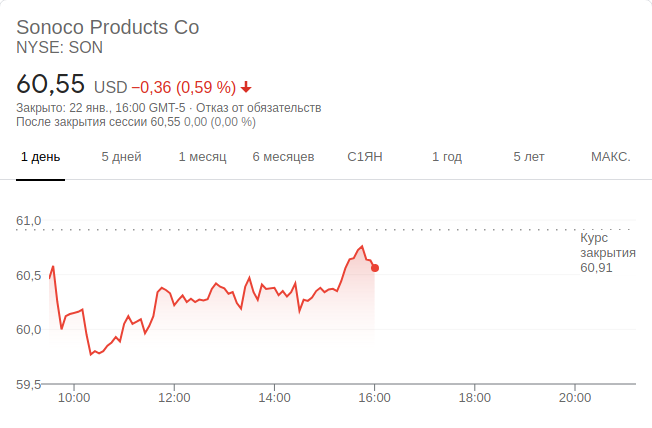 Sonoco Products Co
NYSE: SON
60,55 USD −0,36 (0,59 %)
Закрыто: 22 янв., 16:00 GMT-5 · Отказ от обязательств
После закрытия сессии 60,55 0,00 (0,00 %)
1 день 5 дней 1 месяц 6 месяцев С1ЯН 1 год 5 лет МАКС.
61,0
Курс
закрытия
60,91
60,5
60,0
59,5
10:00 12:00 14:00 16:00 18:00 20:00